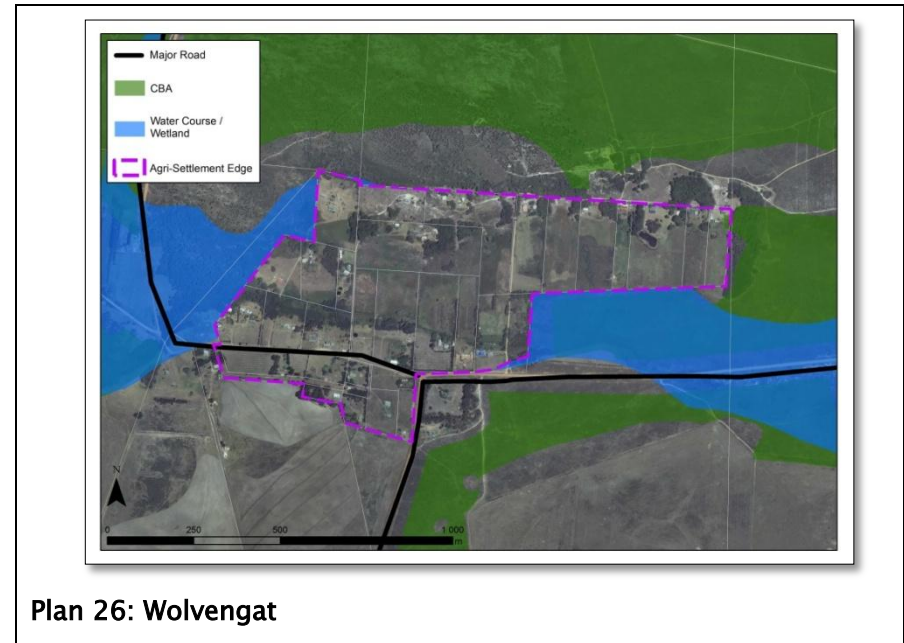 Major Road
CBA
Water Course /
Wetland
Agri-Settlement Edge
N
0 250 500 1 000
m
Plan 26: Wolvengat